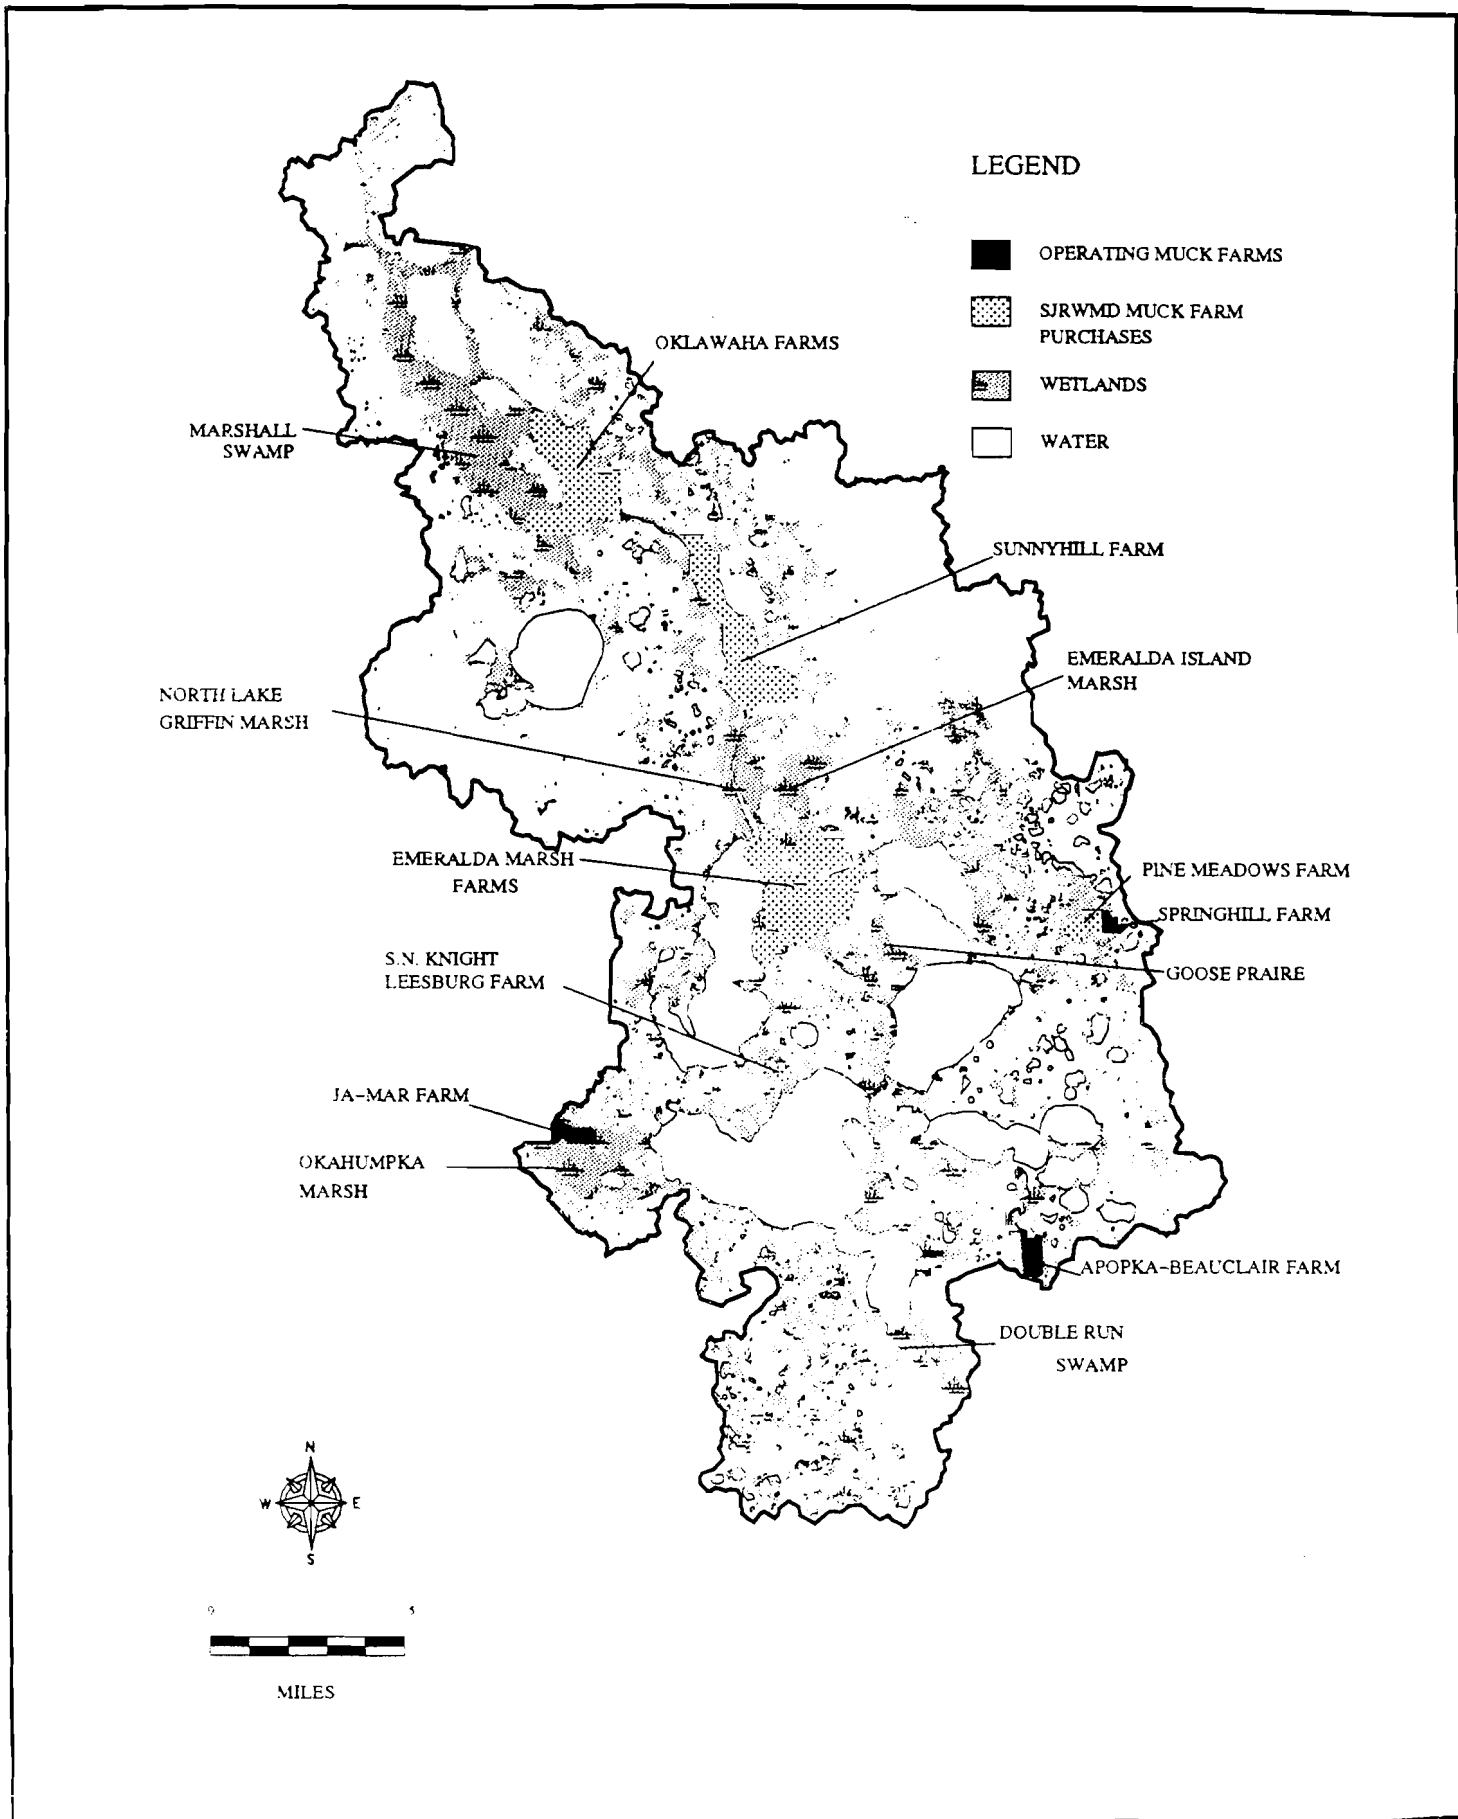 LEGEND
OPERATING MUCK FARMS
SJRWMD MUCK FARM
PURCHASES
WETLANDS
WATER
OKLAWAHA FARMS
MARSHALL
SWAMP
SUNNYHILL FARM
EMERALDA ISLAND
MARSH
NORTH LAKE
GRIFFIN MARSH
EMERALDA MARSH
FARMS
PINE MEADOWS FARM
SPRINGHILL FARM
S.N. KNIGHT
LEESBURG FARM
GOOSE PRAIRE
JA-MAR FARM
OKAHUMPKA
MARSH
APOPKA-BEAUCLAIR FARM
DOUBLE RUN
SWAMP
N
W E
S
0 5
MILES